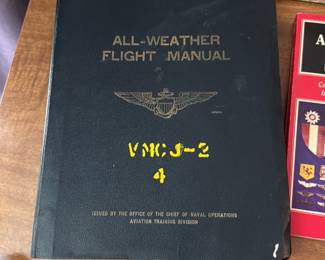 ALL-WEATHER
FLIGHT MANUAL
VMCJ-2
4
ISSUED BY THE OFFICE OF THE CHIEF OF NAVAL OPERATIONS
AVIATION TRAINING DIVISION
A